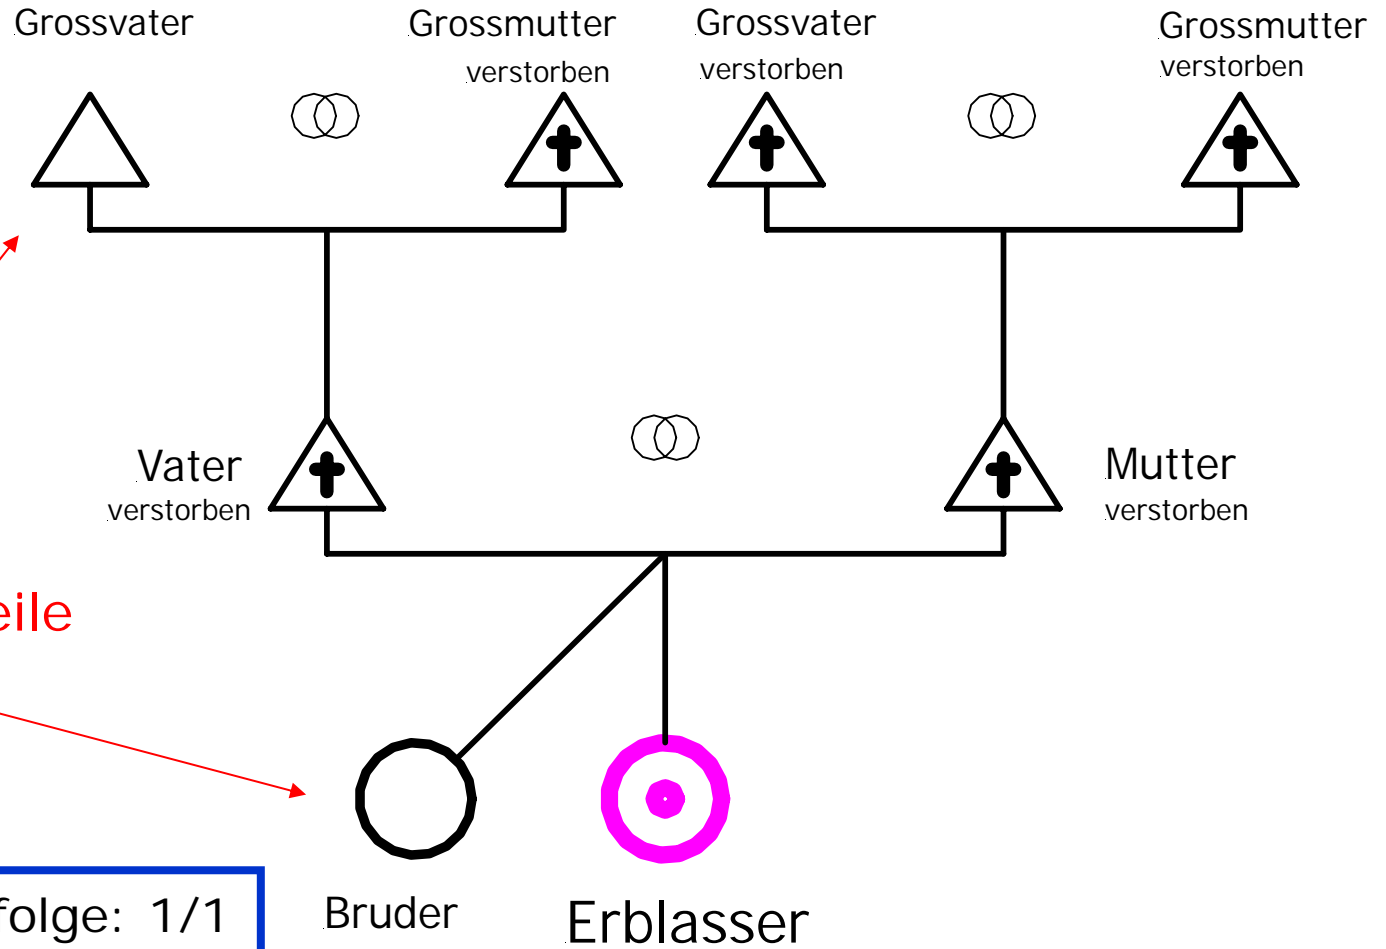 Grossvater Grossmutter Grossvater Grossmutter
verstorben verstorben verstorben
Vater Mutter
verstorben verstorben
eile
folge: 1/1 Bruder Erblasser